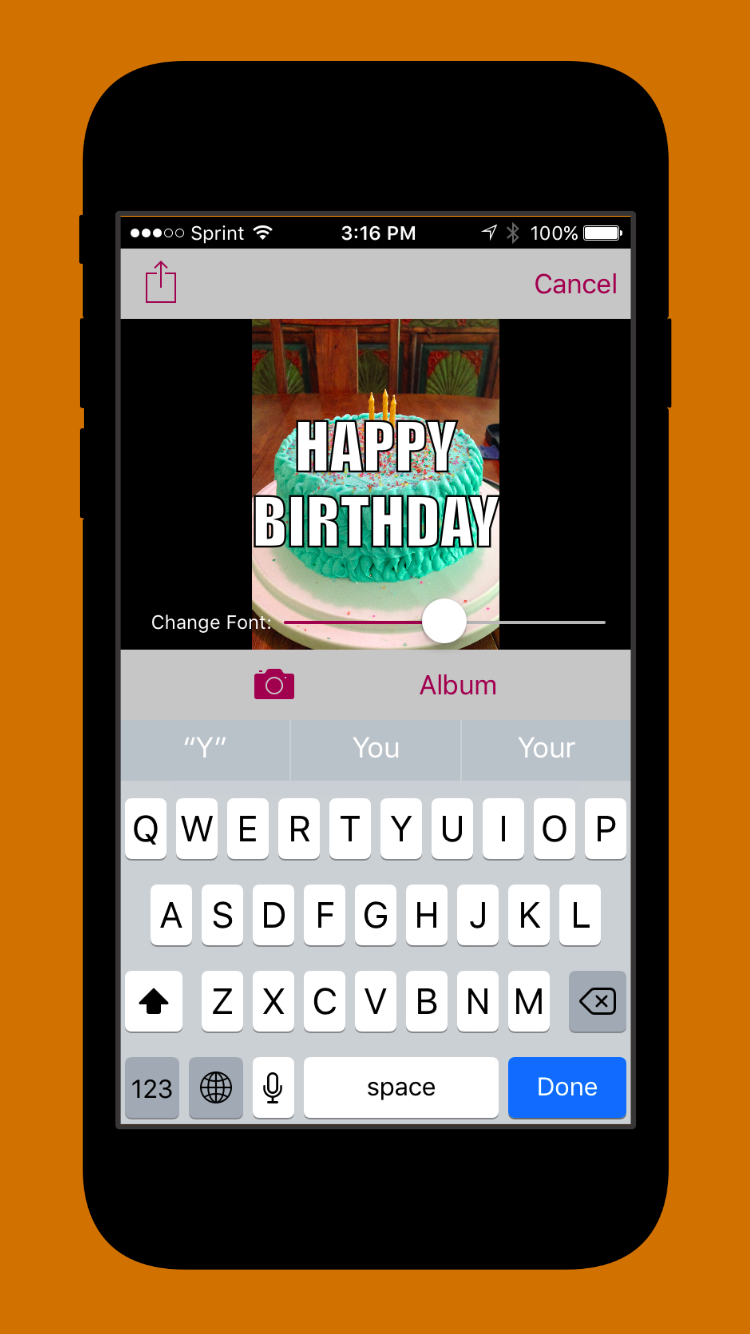 Sprint 3:16 PM 100%
Cancel
HAPPY
BIRTHDAY
Change Font:
Album
“Y” You Your
Q W E R T Y U I O P
A S D F G H J K L
Z X C V B N M
123 space Done